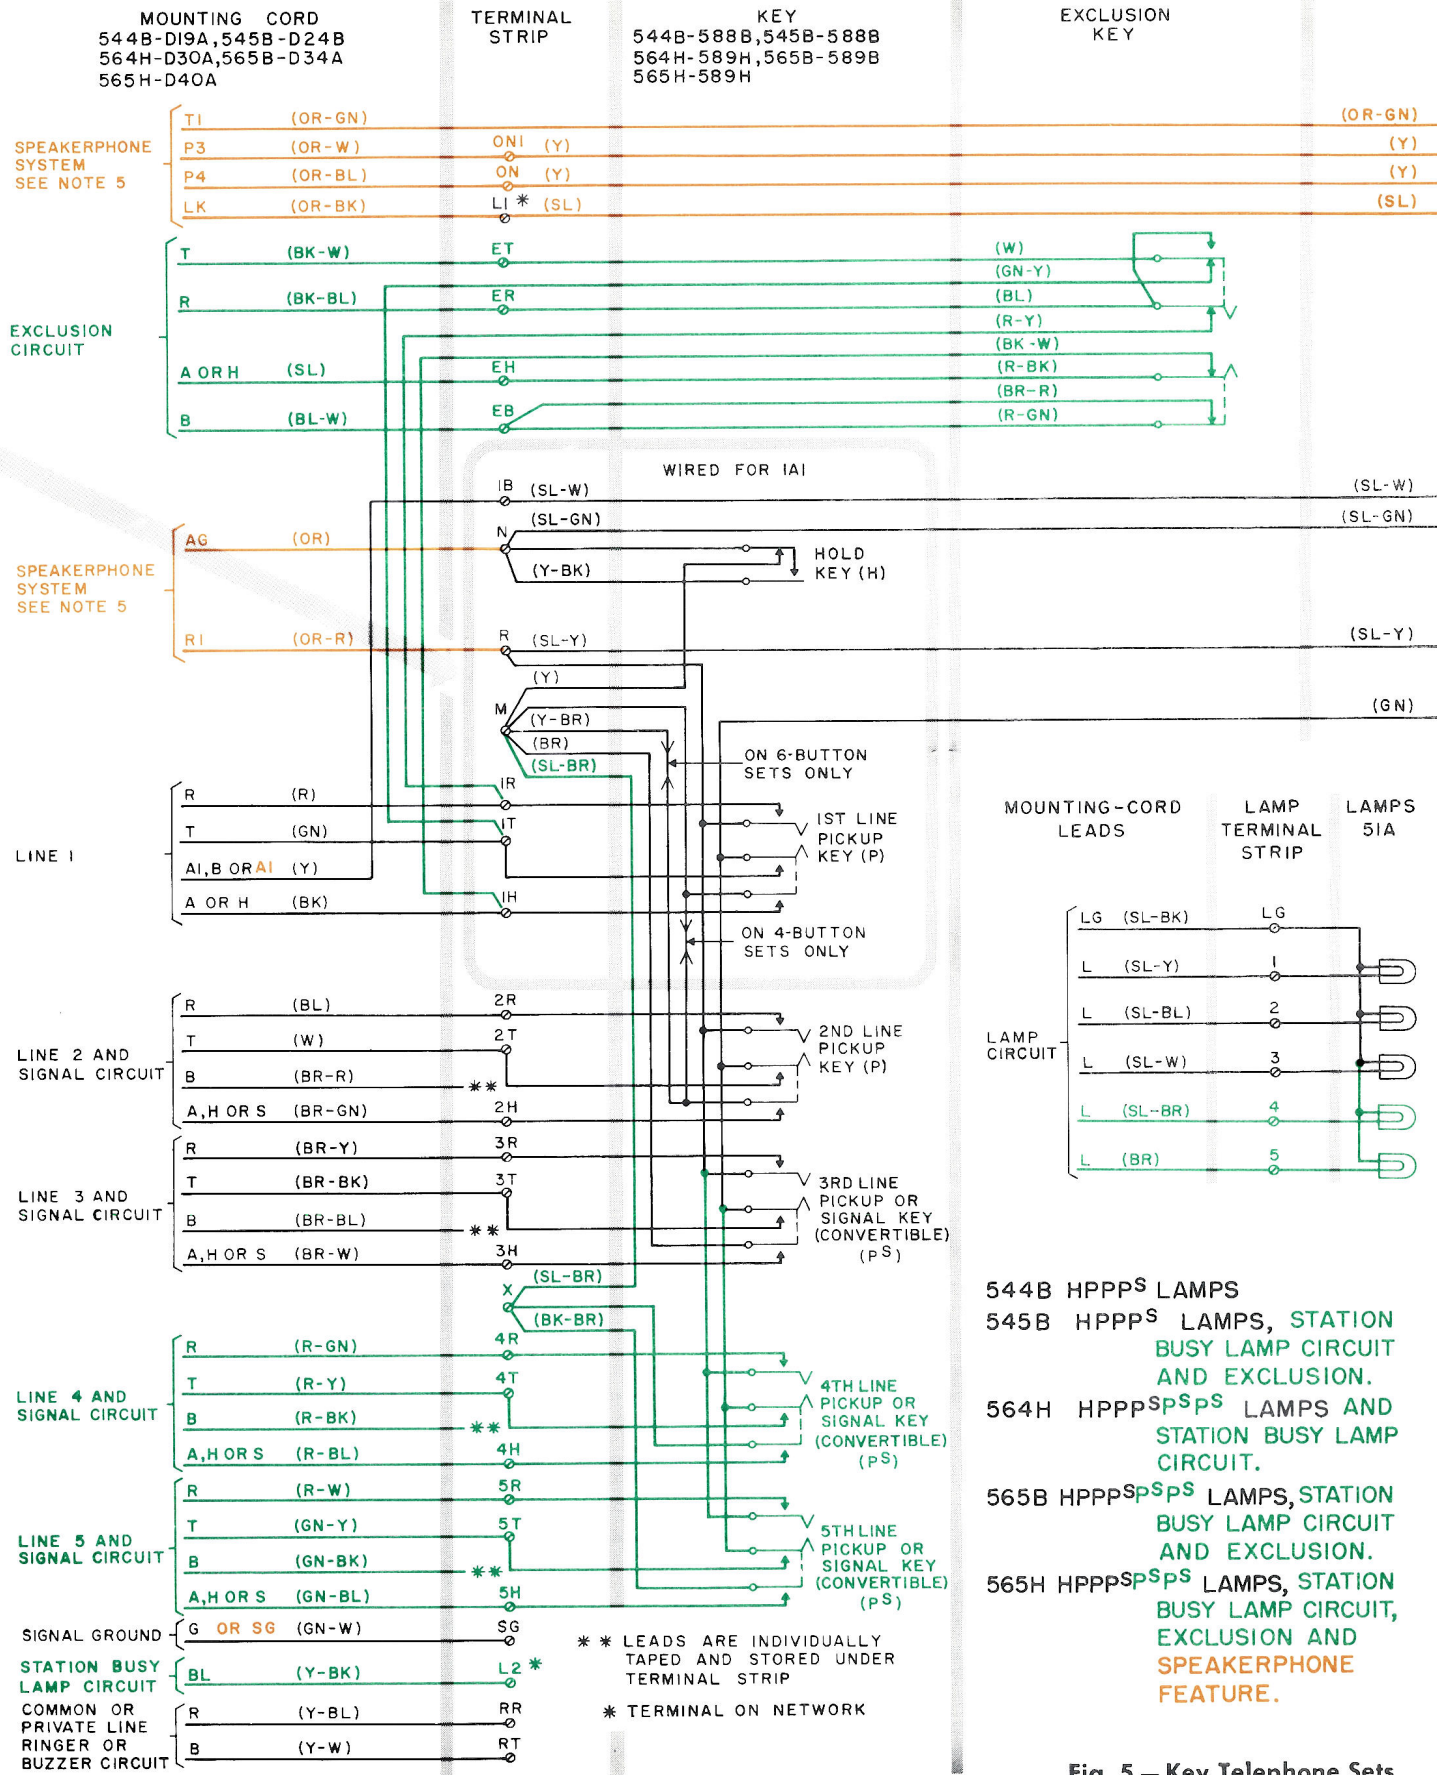 MOUNTING CORD
544B-D19A,545B-D24B
564H-D30A,565B-D34A
565H-D40A
TERMINAL
STRIP
KEY
544B-588B,545B-588B
564H-589H,565B-589B
565H-589H
EXCLUSION
KEY
SPEAKERPHONE
SYSTEM
SEE NOTE 5
T1 (OR-GN) (OR-GN)
P3 (OR-W) ON1 (Y) (Y)
P4 (OR-BL) ON (Y) (Y)
LK (OR-BK) L1 * (SL) (SL)
EXCLUSION
CIRCUIT
T (BK-W) ET (W)
(GN-Y)
R (BK-BL) ER (BL)
(R-Y)
(BK-W)
A OR H (SL) EH (R-BK)
(BR-R)
B (BL-W) EB (R-GN)
WIRED FOR 1A1
1B (SL-W) (SL-W)
(SL-GN) (SL-GN)
SPEAKERPHONE
SYSTEM
SEE NOTE 5
AG (OR) N
(Y-BK)
HOLD
KEY (H)
R1 (OR-R) R (SL-Y) (SL-Y)
(Y)
M
(Y-BR)
(BR)
(SL-BR)
(GN)
ON 6-BUTTON
SETS ONLY
LINE 1
R (R) 1R
T (GN) 1T
A1,B OR A1 (Y)
A OR H (BK) 1H
1ST LINE
PICKUP
KEY (P)
ON 4-BUTTON
SETS ONLY
MOUNTING-CORD
LEADS
LAMP
TERMINAL
STRIP
LAMPS
51A
LAMP
CIRCUIT
LG (SL-BK) LG
L (SL-Y) 1
L (SL-BL) 2
L (SL-W) 3
L (SL-BR) 4
L (BR) 5
LINE 2 AND
SIGNAL CIRCUIT
R (BL) 2R
T (W) 2T
B (BR-R) **
A,H OR S (BR-GN) 2H
2ND LINE
PICKUP
KEY (P)
LINE 3 AND
SIGNAL CIRCUIT
R (BR-Y) 3R
T (BR-BK) 3T
B (BR-BL) **
A,H OR S (BR-W) 3H
3RD LINE
PICKUP OR
SIGNAL KEY
(CONVERTIBLE)
(PS)
(SL-BR)
X
(BK-BR)
LINE 4 AND
SIGNAL CIRCUIT
R (R-GN) 4R
T (R-Y) 4T
B (R-BK) **
A,H OR S (R-BL) 4H
4TH LINE
PICKUP OR
SIGNAL KEY
(CONVERTIBLE)
(PS)
LINE 5 AND
SIGNAL CIRCUIT
R (R-W) 5R
T (GN-Y) 5T
B (GN-BK) **
A,H OR S (GN-BL) 5H
5TH LINE
PICKUP OR
SIGNAL KEY
(CONVERTIBLE)
(PS)
SIGNAL GROUND G OR SG (GN-W) SG
STATION BUSY
LAMP CIRCUIT
BL (Y-BK) L2 *
COMMON OR
PRIVATE LINE
RINGER OR
BUZZER CIRCUIT
R (Y-BL) RR
B (Y-W) RT
** LEADS ARE INDIVIDUALLY
TAPED AND STORED UNDER
TERMINAL STRIP
* TERMINAL ON NETWORK
544B HPPPS LAMPS
545B HPPPS LAMPS, STATION
BUSY LAMP CIRCUIT
AND EXCLUSION.
564H HPPPSPSPS LAMPS AND
STATION BUSY LAMP
CIRCUIT.
565B HPPPSPSPS LAMPS, STATION
BUSY LAMP CIRCUIT
AND EXCLUSION.
565H HPPPSPSPS LAMPS, STATION
BUSY LAMP CIRCUIT,
EXCLUSION AND
SPEAKERPHONE
FEATURE.
Fig. 5 — Key Telephone Sets